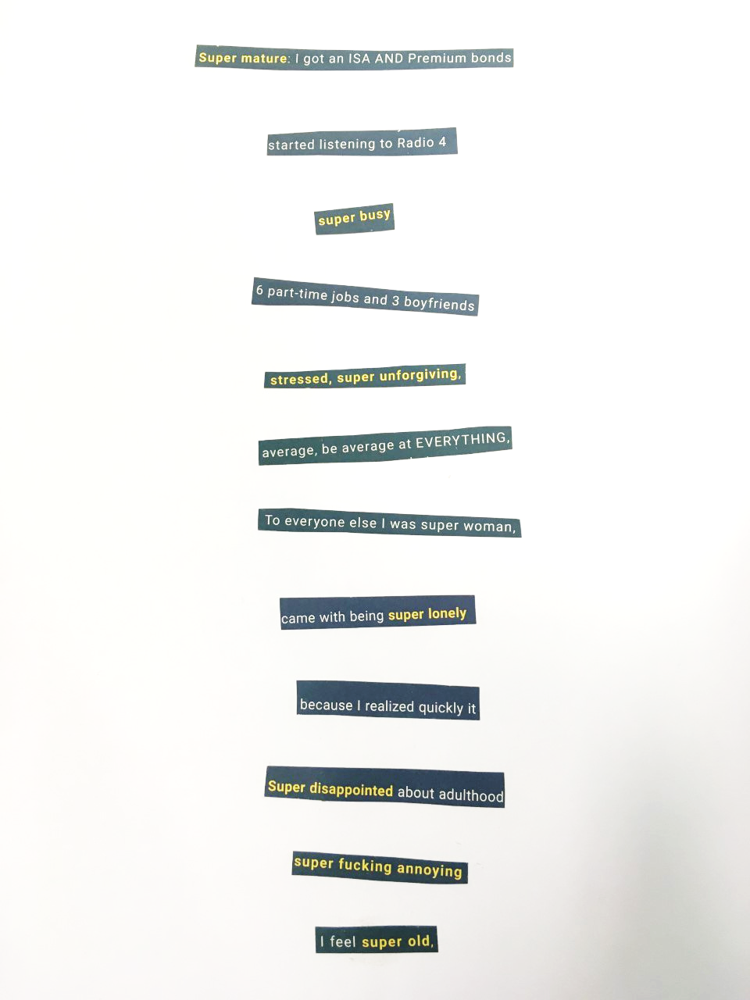 Super mature: I got an ISA AND Premium bonds
started listening to Radio 4
super busy
6 part-time jobs and 3 boyfriends
stressed, super unforgiving,
average, be average at EVERYTHING,
To everyone else I was super woman,
came with being super lonely
because I realized quickly it
Super disappointed about adulthood
super fucking annoying
I feel super old,